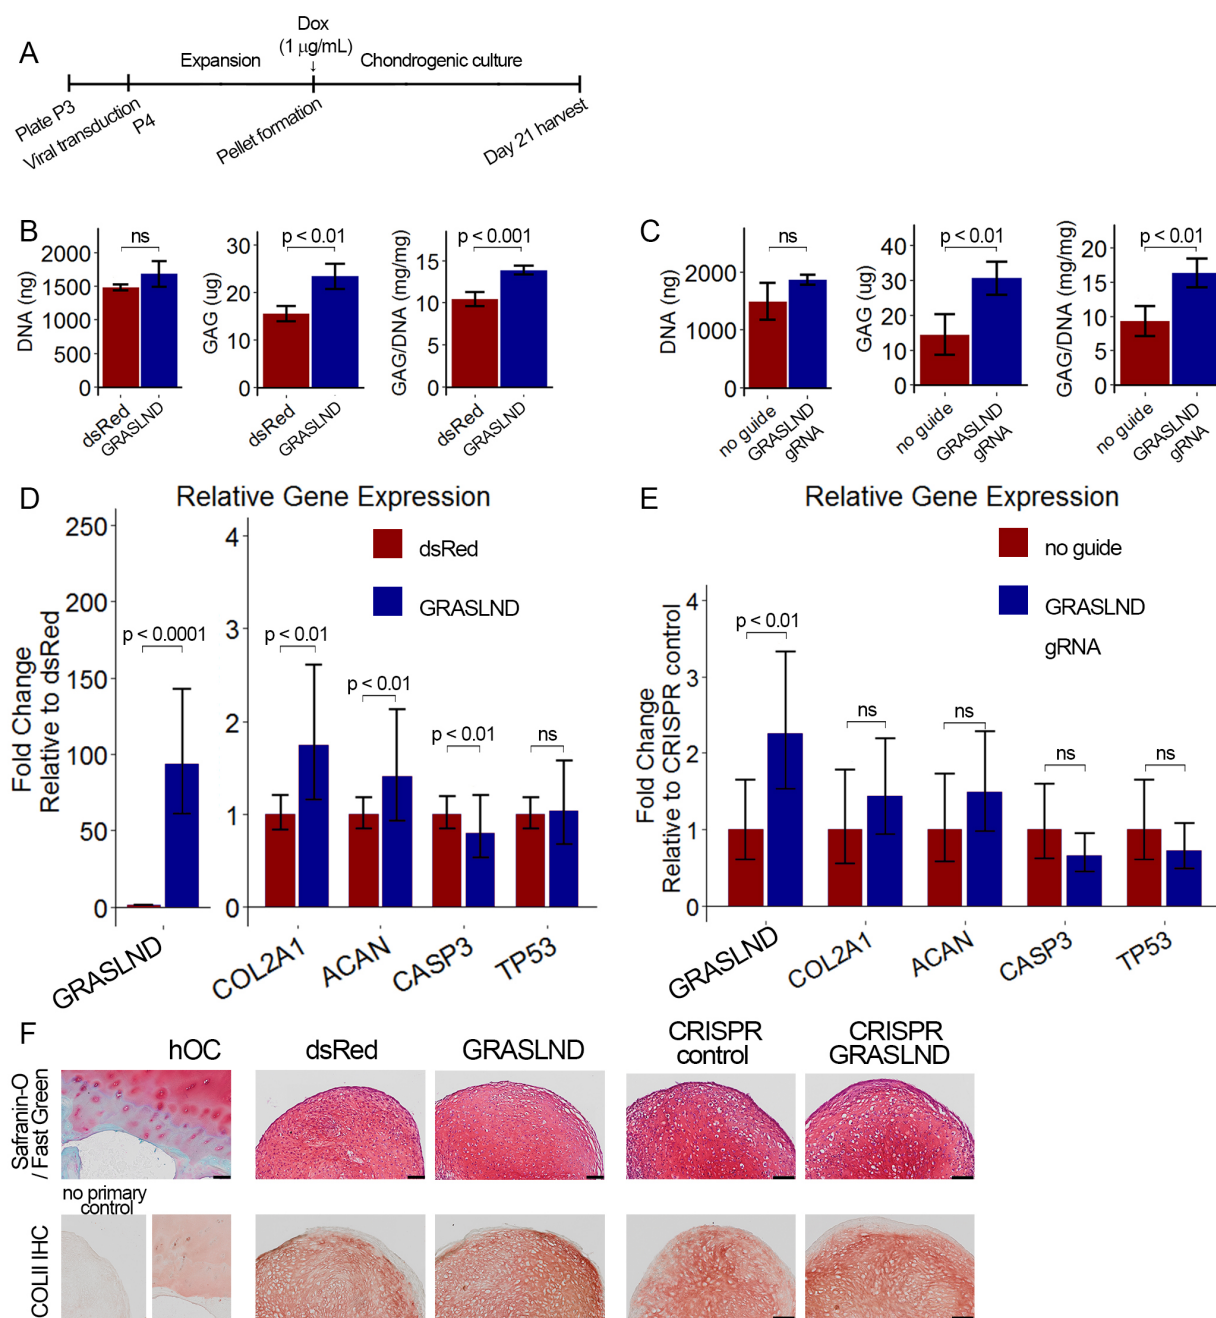 A
Dox
(1 µg/mL)
↓
Expansion
Chondrogenic culture
Plate P3
Viral transduction
P4
Pellet formation
Day 21 harvest
B
DNA (ng)
2000
1500
1000
500
0
ns
dsRed
GRASLND
GAG (ug)
30
20
10
0
p < 0.01
dsRed
GRASLND
GAG/DNA (mg/mg)
15
10
5
0
p < 0.001
dsRed
GRASLND
C
DNA (ng)
2000
1000
0
ns
no guide
GRASLND
gRNA
GAG (ug)
40
30
20
10
0
p < 0.01
no guide
GRASLND
gRNA
GAG/DNA (mg/mg)
20
15
10
5
0
p < 0.01
no guide
GRASLND
gRNA
D
Relative Gene Expression
Fold Change
Relative to dsRed
250
200
150
100
50
0
p < 0.0001
GRASLND
4
3
2
1
0
dsRed
GRASLND
p < 0.01
p < 0.01
p < 0.01
ns
COL2A1
ACAN
CASP3
TP53
E
Relative Gene Expression
no guide
GRASLND
gRNA
Fold Change
Relative to CRISPR control
4
3
2
1
0
p < 0.01
ns
ns
ns
ns
GRASLND
COL2A1
ACAN
CASP3
TP53
F
hOC
dsRed
GRASLND
CRISPR
control
CRISPR
GRASLND
Safranin-O
/ Fast Green
no primary
control
COLII IHC